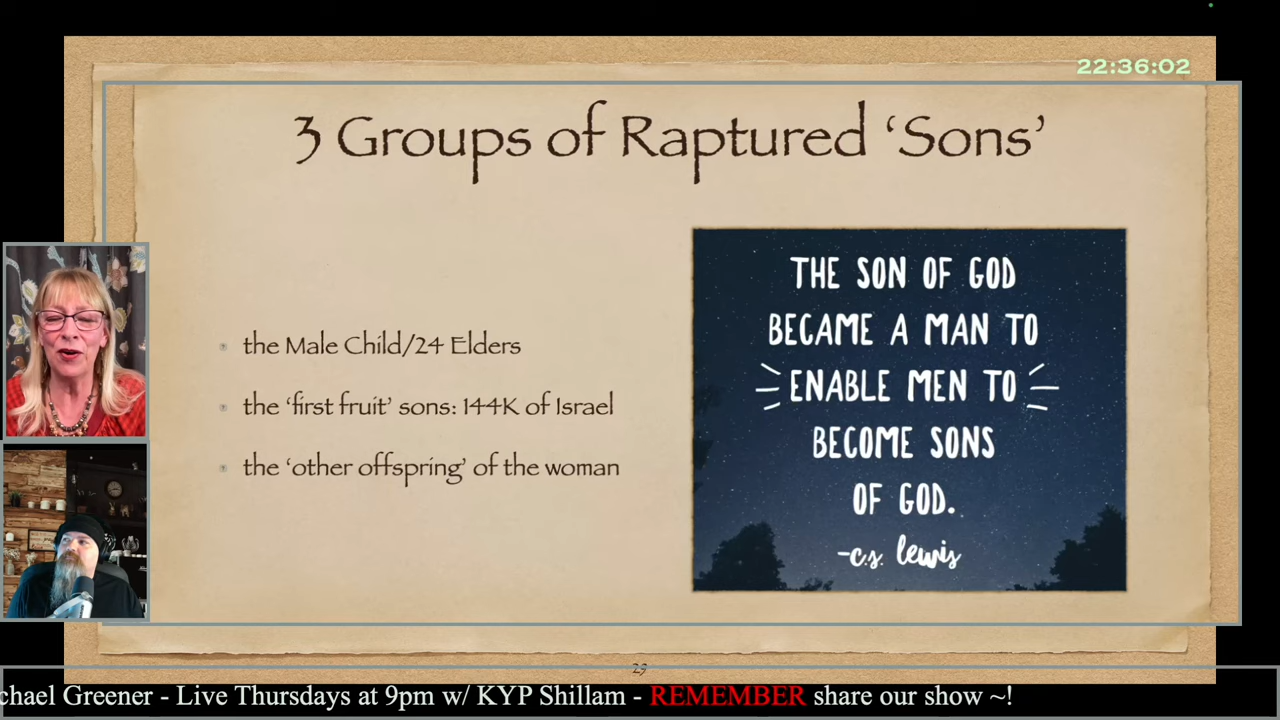 22:36:02
3 Groups of Raptured ‘Sons’
the Male Child/24 Elders
the ‘first fruit’ sons: 144K of Israel
the ‘other offspring’ of the woman
THE SON OF GOD
BECAME A MAN TO
ENABLE MEN TO
BECOME SONS
OF GOD.
-c.s. lewis
29
chael Greener - Live Thursdays at 9pm w/ KYP Shillam - REMEMBER share our show ~!